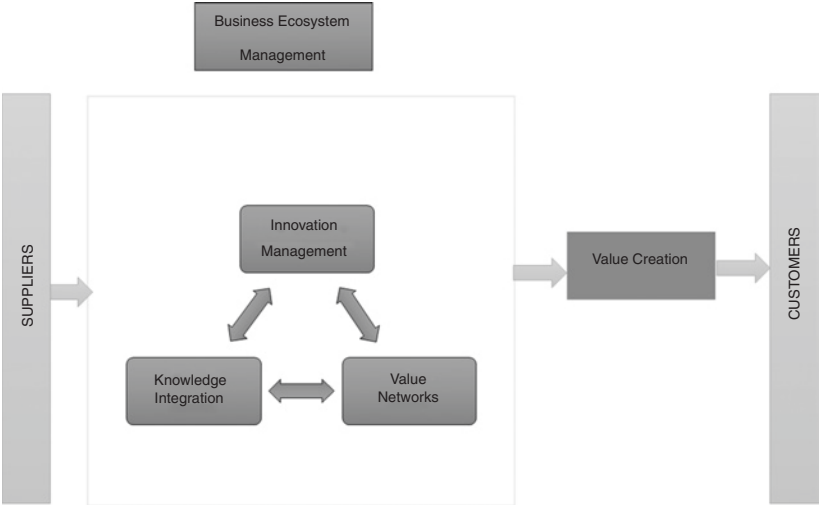 Business Ecosystem
Management
SUPPLIERS
Innovation
Management
Knowledge
Integration
Value
Networks
Value Creation
CUSTOMERS